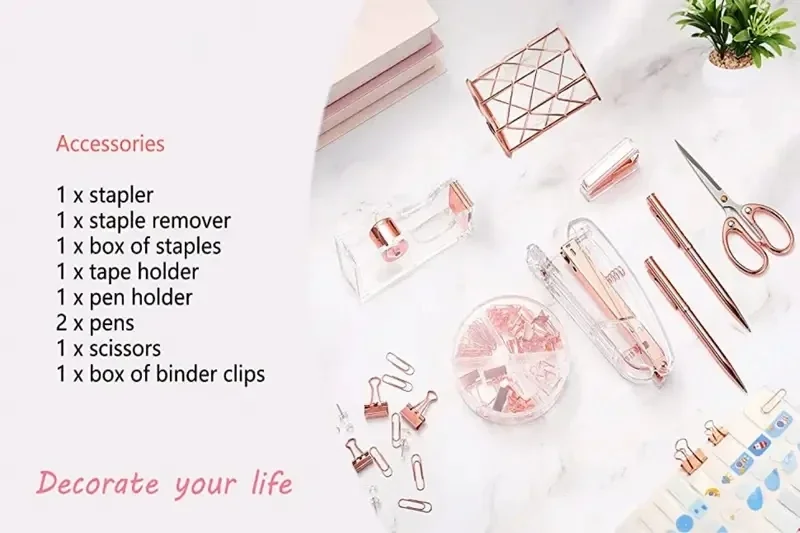 Accessories
1 x stapler
1 x staple remover
1 x box of staples
1 x tape holder
1 x pen holder
2 x pens
1 x scissors
1 x box of binder clips
Decorate your life